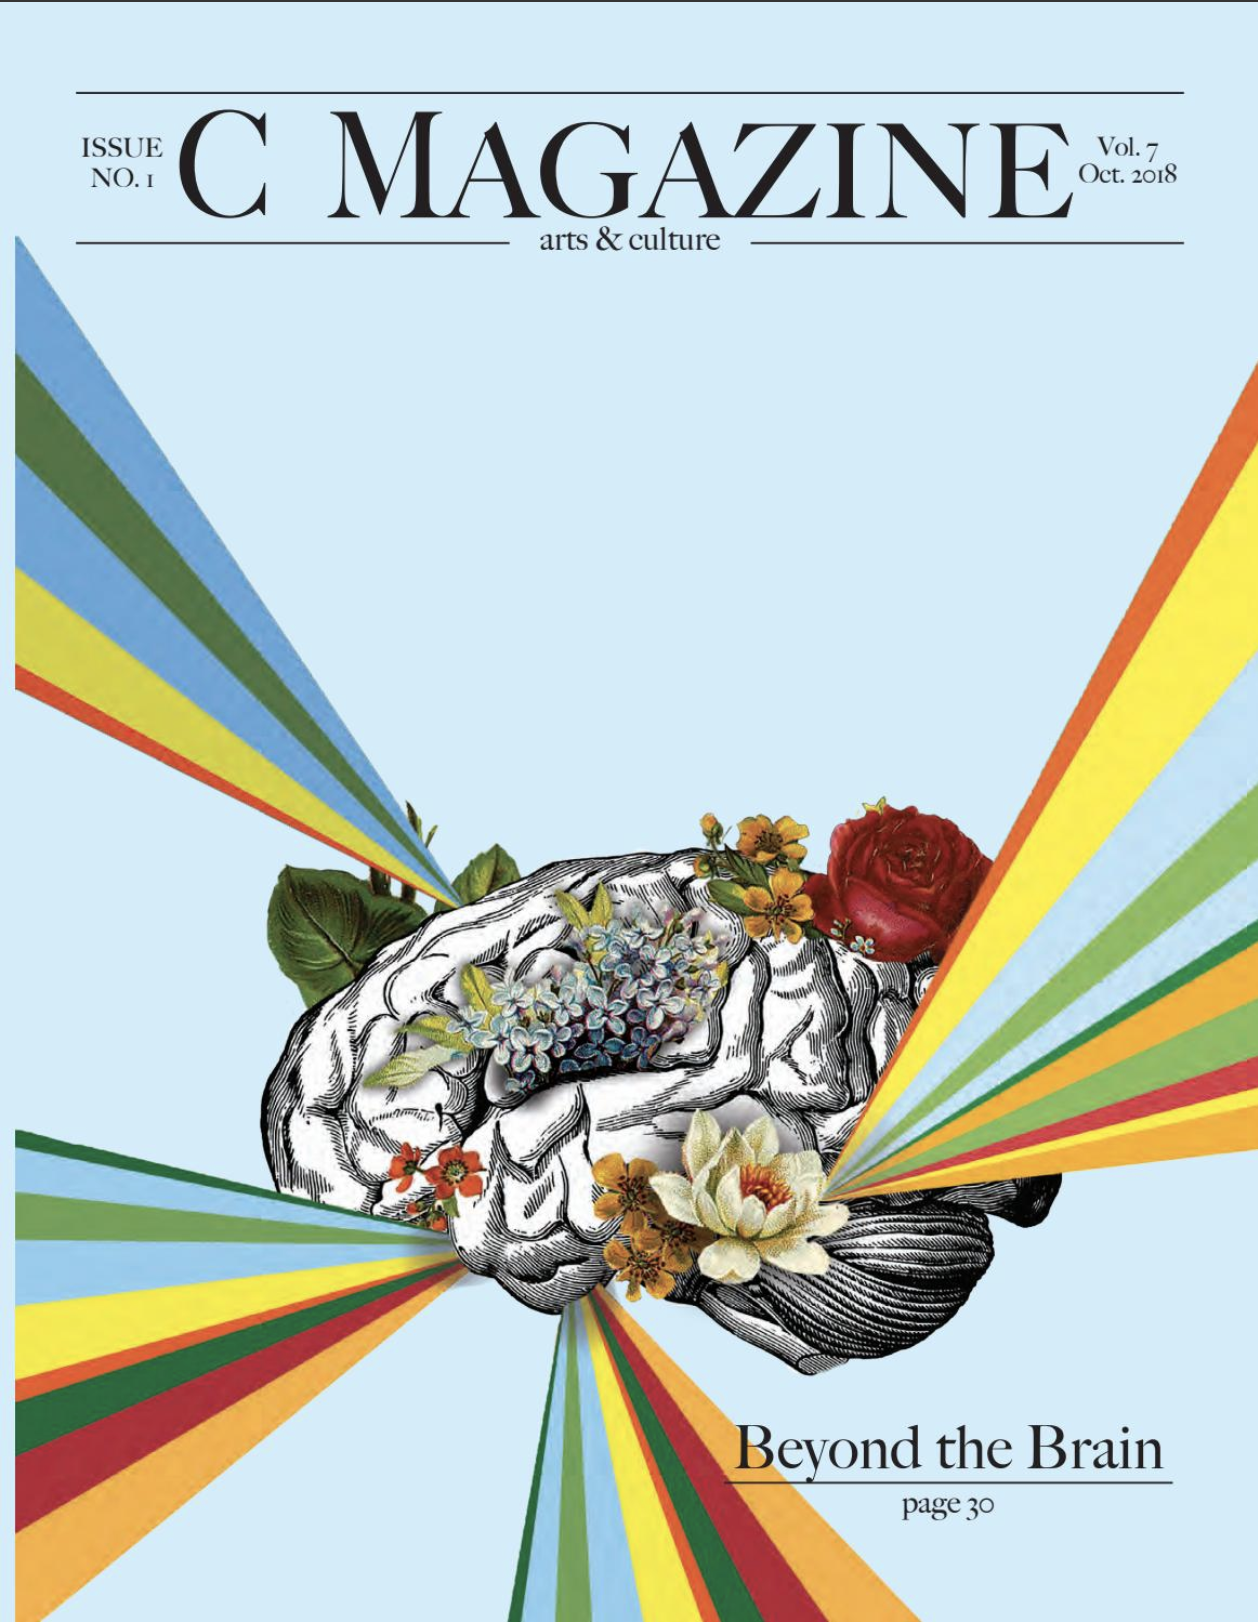 ISSUE
NO. 1
C MAGAZINE
Vol. 7
Oct. 2018
arts & culture
Beyond the Brain
page 30